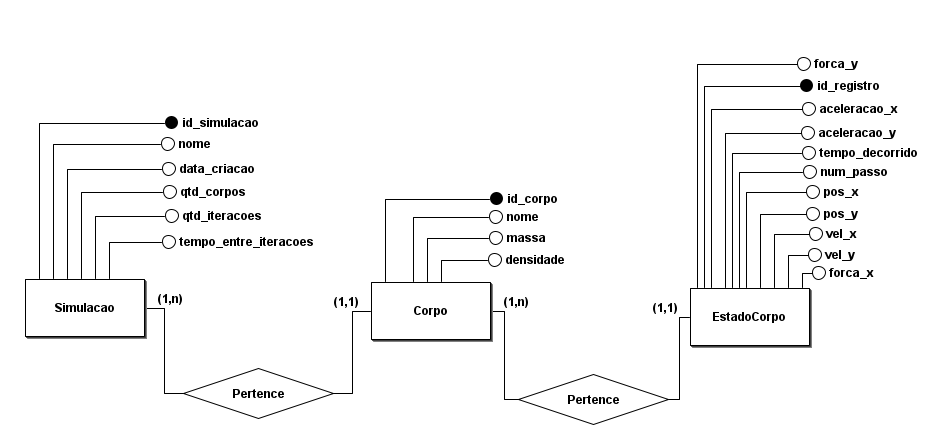 id_simulacao
nome
data_criacao
qtd_corpos
qtd_iteracoes
tempo_entre_iteracoes
Simulacao
(1,n)
Pertence
(1,1)
id_corpo
nome
massa
densidade
Corpo
(1,n)
Pertence
(1,1)
forca_y
id_registro
aceleracao_x
aceleracao_y
tempo_decorrido
num_passo
pos_x
pos_y
vel_x
vel_y
forca_x
EstadoCorpo